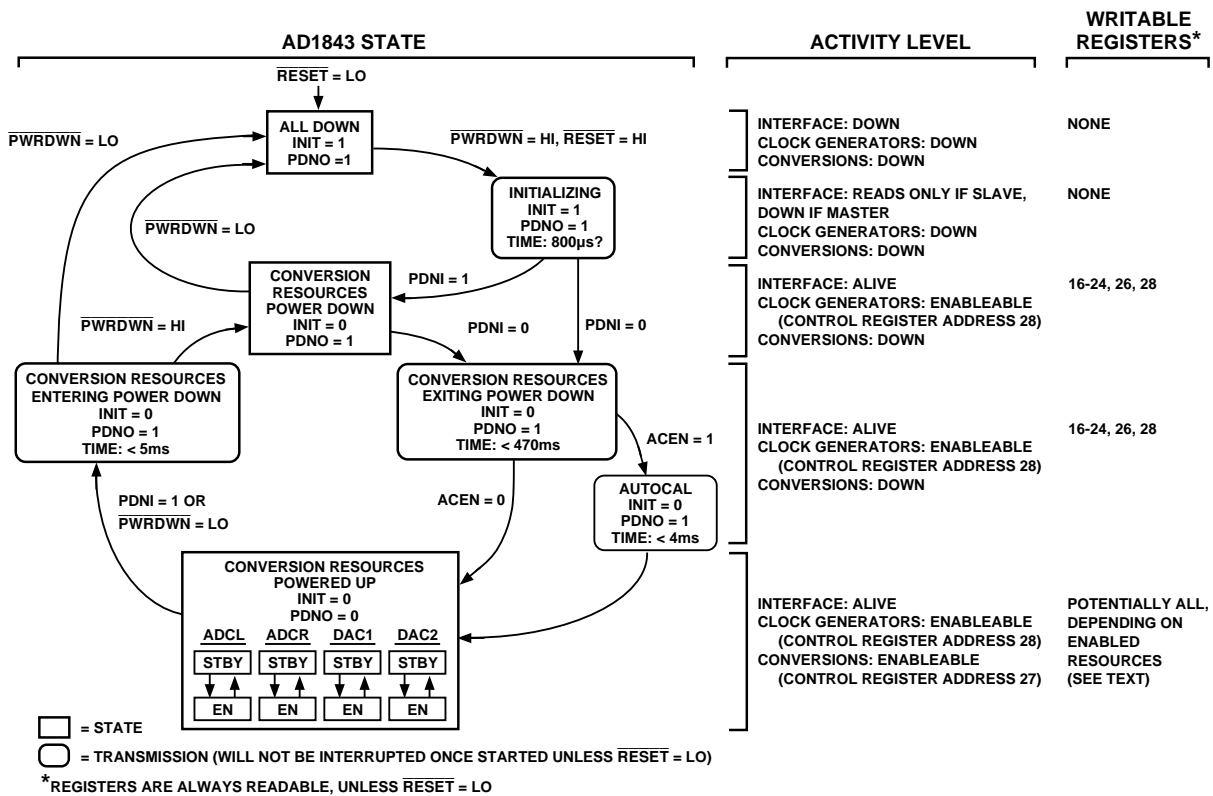 AD1843 STATE
ACTIVITY LEVEL
WRITABLE
REGISTERS*
RESET = LO
PWRDWN = LO
ALL DOWN
INIT = 1
PDNO =1
PWRDWN = HI, RESET = HI
INTERFACE: DOWN
CLOCK GENERATORS: DOWN
CONVERSIONS: DOWN
NONE
INITIALIZING
INIT = 1
PDNO = 1
TIME: 800µs?
INTERFACE: READS ONLY IF SLAVE,
DOWN IF MASTER
CLOCK GENERATORS: DOWN
CONVERSIONS: DOWN
NONE
PWRDWN = LO
CONVERSION
RESOURCES
POWER DOWN
INIT = 0
PDNO = 1
PDNI = 1
PWRDWN = HI
PDNI = 0
PDNI = 0
INTERFACE: ALIVE
CLOCK GENERATORS: ENABLEABLE
(CONTROL REGISTER ADDRESS 28)
CONVERSIONS: DOWN
16-24, 26, 28
CONVERSION RESOURCES
ENTERING POWER DOWN
INIT = 0
PDNO = 1
TIME: < 5ms
CONVERSION RESOURCES
EXITING POWER DOWN
INIT = 0
PDNO = 1
TIME: < 470ms
ACEN = 1
INTERFACE: ALIVE
CLOCK GENERATORS: ENABLEABLE
(CONTROL REGISTER ADDRESS 28)
CONVERSIONS: DOWN
16-24, 26, 28
PDNI = 1 OR
PWRDWN = LO
ACEN = 0
AUTOCAL
INIT = 0
PDNO = 1
TIME: < 4ms
CONVERSION RESOURCES
POWERED UP
INIT = 0
PDNO = 0
ADCL ADCR DAC1 DAC2
STBY STBY STBY STBY
EN EN EN EN
INTERFACE: ALIVE
CLOCK GENERATORS: ENABLEABLE
(CONTROL REGISTER ADDRESS 28)
CONVERSIONS: ENABLEABLE
(CONTROL REGISTER ADDRESS 27)
POTENTIALLY ALL,
DEPENDING ON
ENABLED
RESOURCES
(SEE TEXT)
= STATE
= TRANSMISSION (WILL NOT BE INTERRUPTED ONCE STARTED UNLESS RESET = LO)
*REGISTERS ARE ALWAYS READABLE, UNLESS RESET = LO